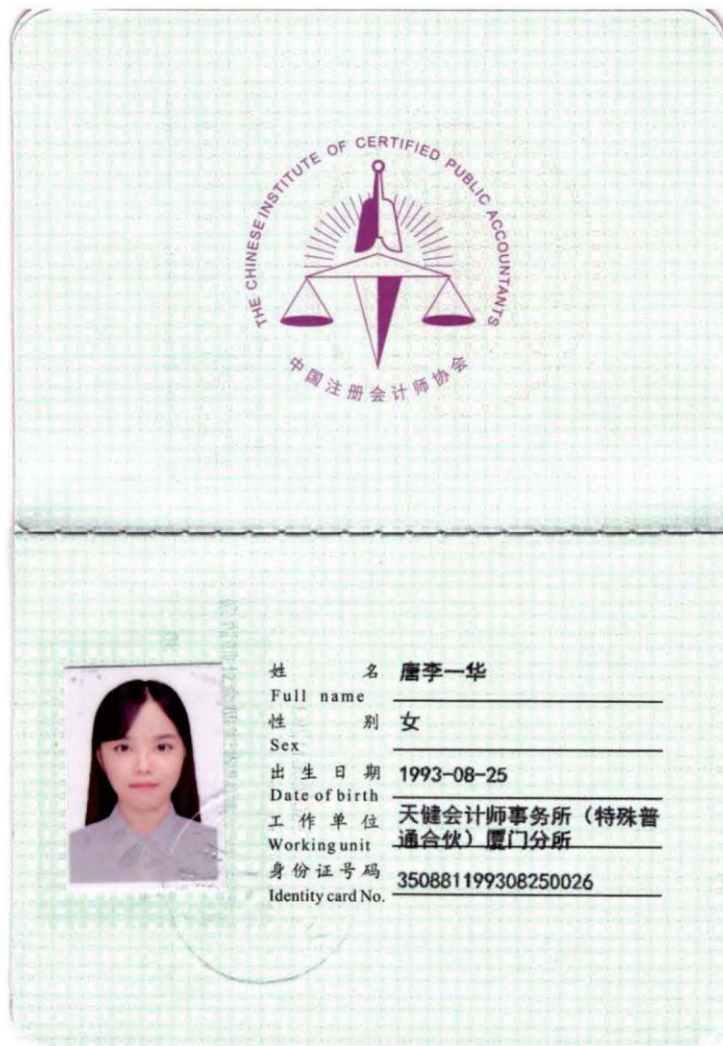 THE CHINESE INSTITUTE OF CERTIFIED PUBLIC ACCOUNTANTS
中国注册会计师协会
姓 名 唐李一华
Full name
性 别 女
Sex
出生日期 1993-08-25
Date of birth
工作单位 天健会计师事务所（特殊普
Working unit 通合伙）厦门分所
身份证号码 350881199308250026
Identity card No.